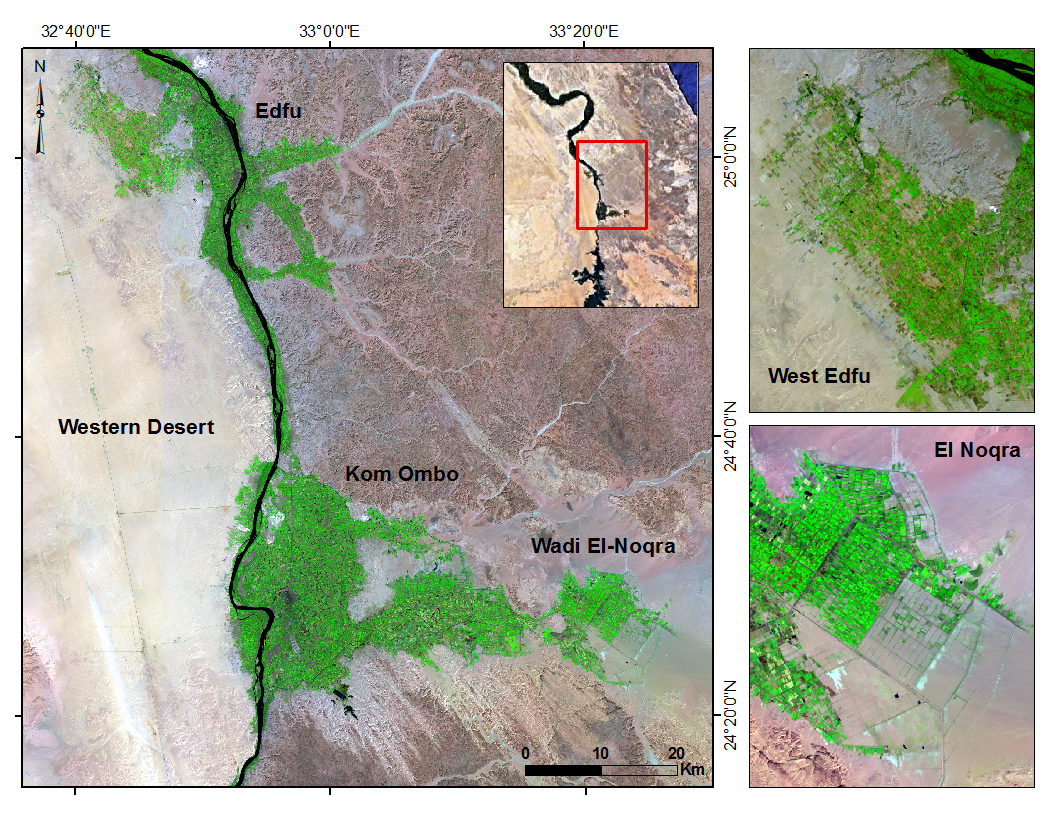 32°40'0"E
33°0'0"E
33°20'0"E
N
Edfu
25°0'0"N
West Edfu
Western Desert
24°40'0"N
El Noqra
Kom Ombo
Wadi El-Noqra
24°20'0"N
0
10
20
Km